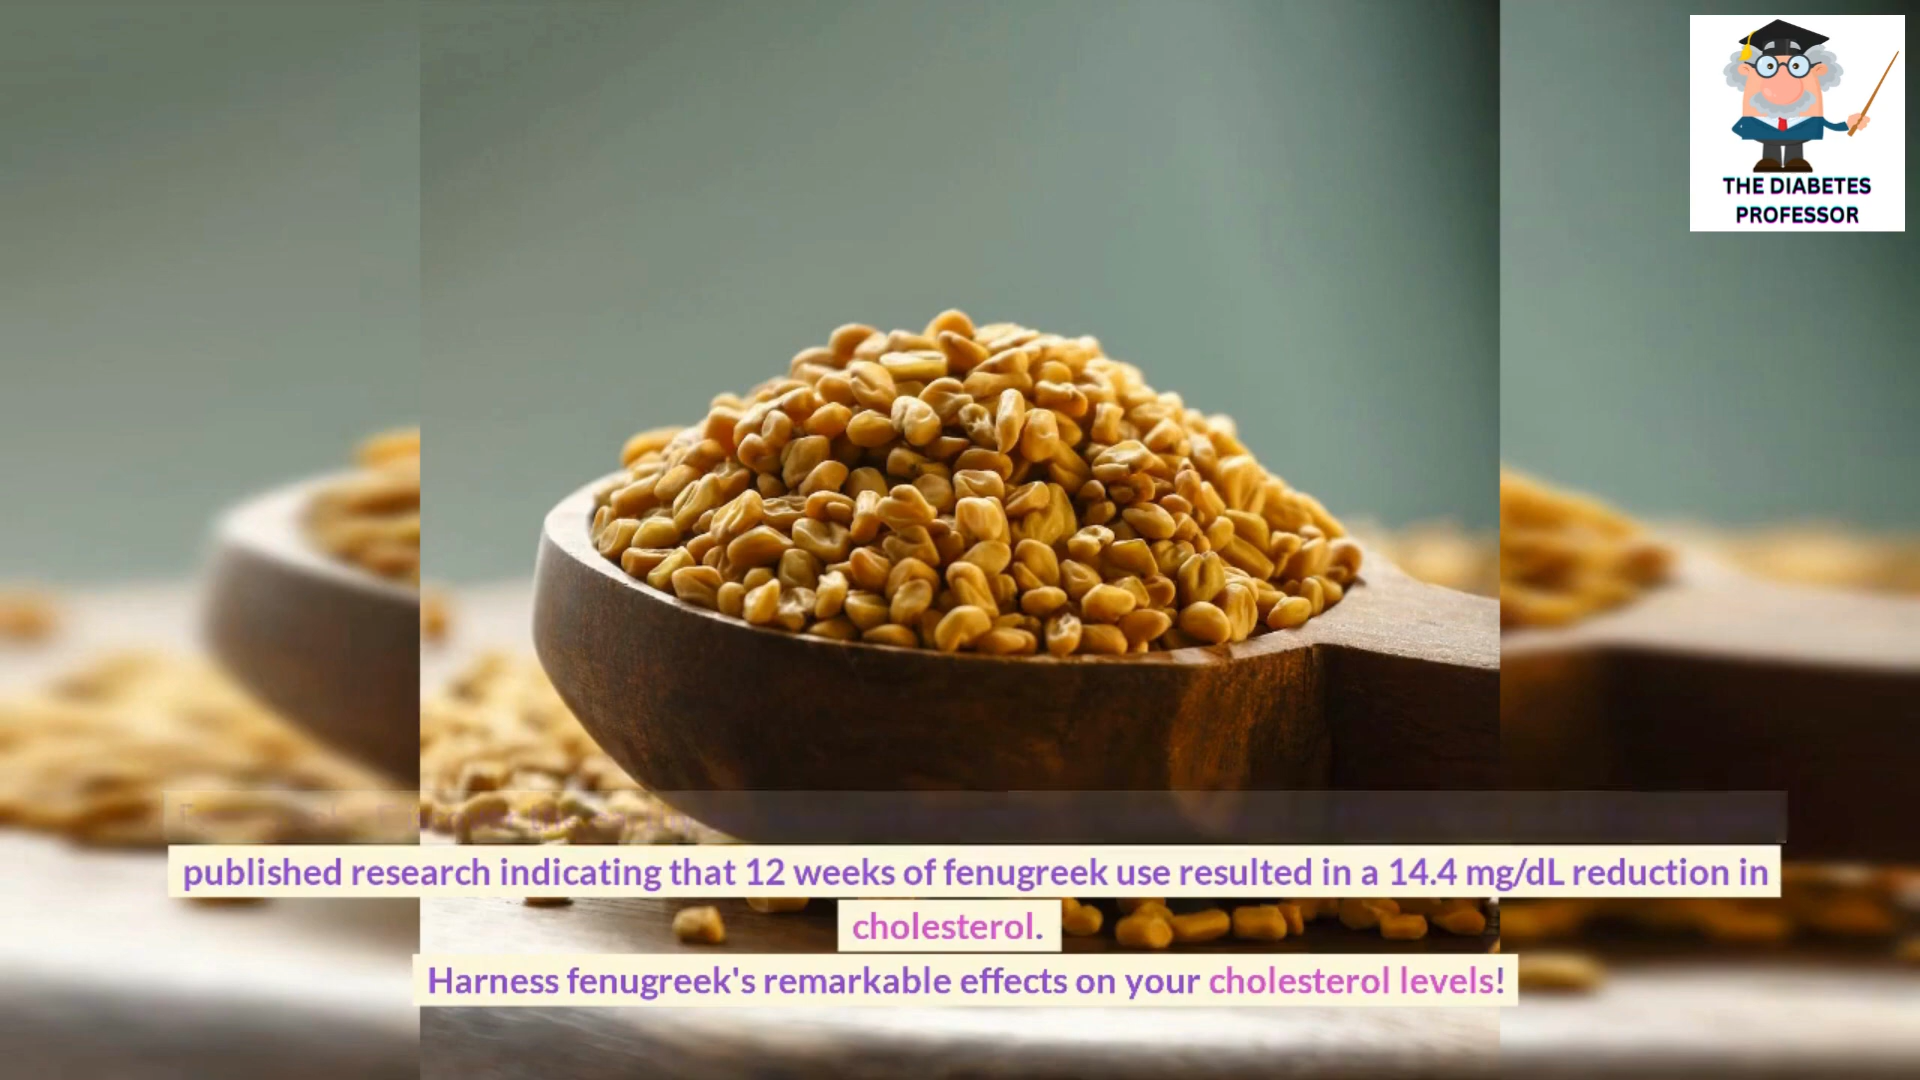 THE DIABETES
PROFESSOR
published research indicating that 12 weeks of fenugreek use resulted in a 14.4 mg/dL reduction in
cholesterol.
Harness fenugreek's remarkable effects on your cholesterol levels!